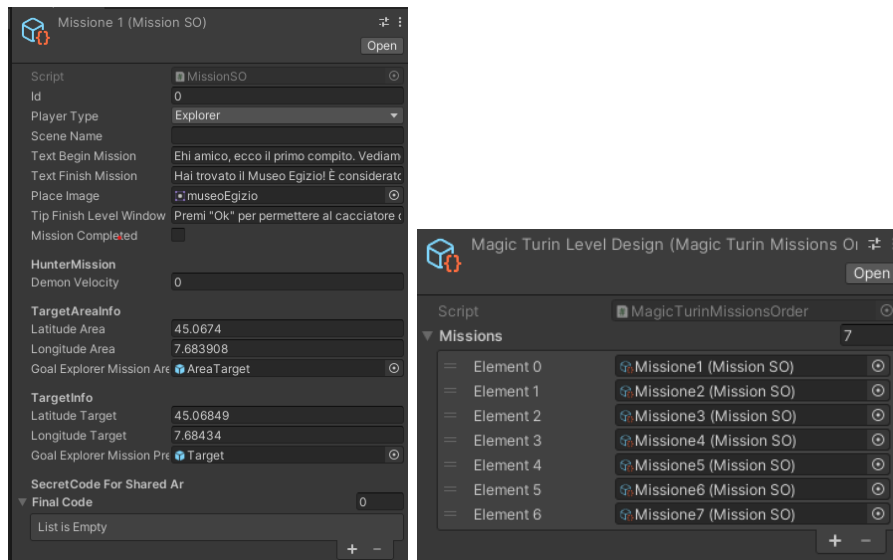 Missione 1 (Mission SO)
Open
Script MissionSO
Id 0
Player Type Explorer
Scene Name
Text Begin Mission Ehi amico, ecco il primo compito. Vediam
Text Finish Mission Hai trovato il Museo Egizio! È considerato
Place Image museoEgizio
Tip Finish Level Window Premi "Ok" per permettere al cacciatore
Mission Completed
HunterMission
Demon Velocity 0
TargetAreaInfo
Latitude Area 45.0674
Longitude Area 7.683908
Goal Explorer Mission Are AreaTarget
TargetInfo
Latitude Target 45.06849
Longitude Target 7.68434
Goal Explorer Mission Pre Target
SecretCode For Shared Ar
Final Code 0
List is Empty
+ −
Magic Turin Level Design (Magic Turin Missions Or
Open
Script MagicTurinMissionsOrder
Missions 7
Element 0 Missione1 (Mission SO)
Element 1 Missione2 (Mission SO)
Element 2 Missione3 (Mission SO)
Element 3 Missione4 (Mission SO)
Element 4 Missione5 (Mission SO)
Element 5 Missione6 (Mission SO)
Element 6 Missione7 (Mission SO)
+ −